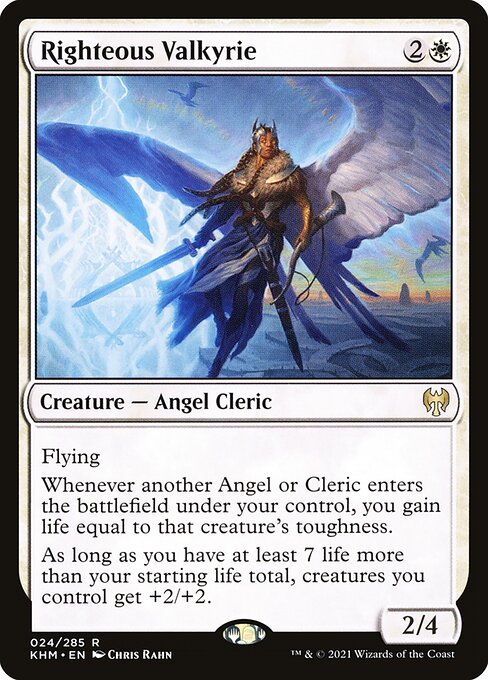 Righteous Valkyrie 2
Creature — Angel Cleric
Flying
Whenever another Angel or Cleric enters
the battlefield under your control, you gain
life equal to that creature's toughness.
As long as you have at least 7 life more
than your starting life total, creatures you
control get +2/+2.
2/4
024/285 R
KHM • EN Chris Rahn
™ & © 2021 Wizards of the Coast